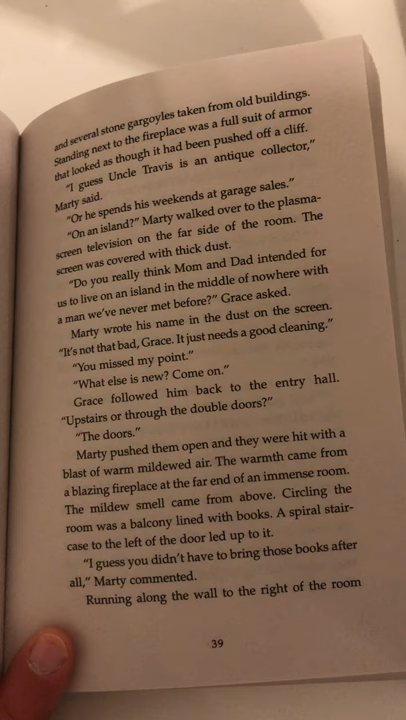 and several stone gargoyles taken from old buildings.
Standing next to the fireplace was a full suit of armor
that looked as though it had been pushed off a cliff.
"I guess Uncle Travis is an antique collector,"
Marty said.
"Or he spends his weekends at garage sales."
"On an island?" Marty walked over to the plasma-
screen television on the far side of the room. The
screen was covered with thick dust.
"Do you really think Mom and Dad intended for
us to live on an island in the middle of nowhere with
a man we've never met before?" Grace asked.
Marty wrote his name in the dust on the screen.
"It's not that bad, Grace. It just needs a good cleaning."
"You missed my point."
"What else is new? Come on."
Grace followed him back to the entry hall.
"Upstairs or through the double doors?"
"The doors."
Marty pushed them open and they were hit with a
blast of warm mildewed air. The warmth came from
a blazing fireplace at the far end of an immense room.
The mildew smell came from above. Circling the
room was a balcony lined with books. A spiral stair-
case to the left of the door led up to it.
"I guess you didn't have to bring those books after
all," Marty commented.
Running along the wall to the right of the room
39